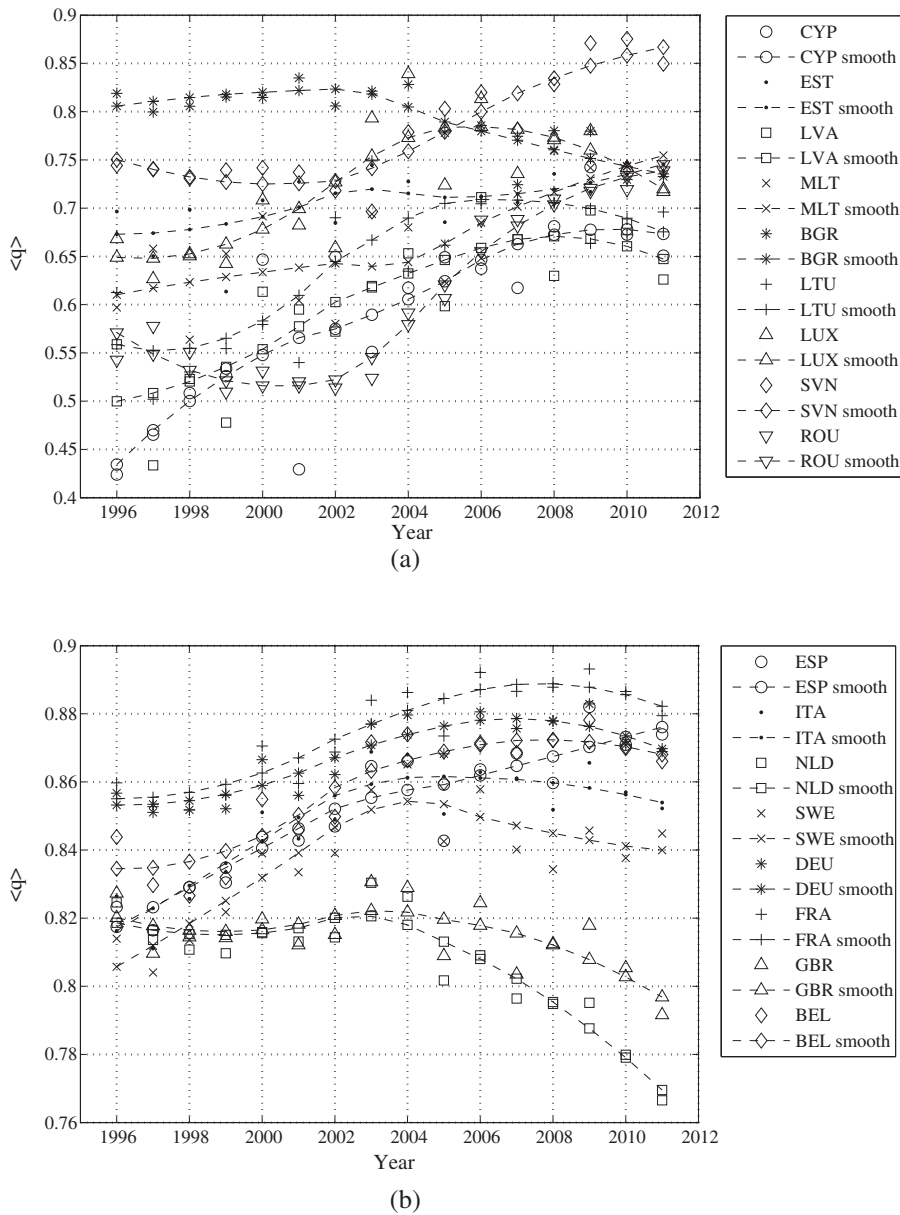 0.9
0.85
0.8
0.75
0.7
0.65
0.6
0.55
0.5
0.45
0.4
<q>
1996 1998 2000 2002 2004 2006 2008 2010 2012
Year
(a)
CYP
CYP smooth
EST
EST smooth
LVA
LVA smooth
MLT
MLT smooth
BGR
BGR smooth
LTU
LTU smooth
LUX
LUX smooth
SVN
SVN smooth
ROU
ROU smooth
0.9
0.88
0.86
0.84
0.82
0.8
0.78
0.76
<q>
1996 1998 2000 2002 2004 2006 2008 2010 2012
Year
(b)
ESP
ESP smooth
ITA
ITA smooth
NLD
NLD smooth
SWE
SWE smooth
DEU
DEU smooth
FRA
FRA smooth
GBR
GBR smooth
BEL
BEL smooth